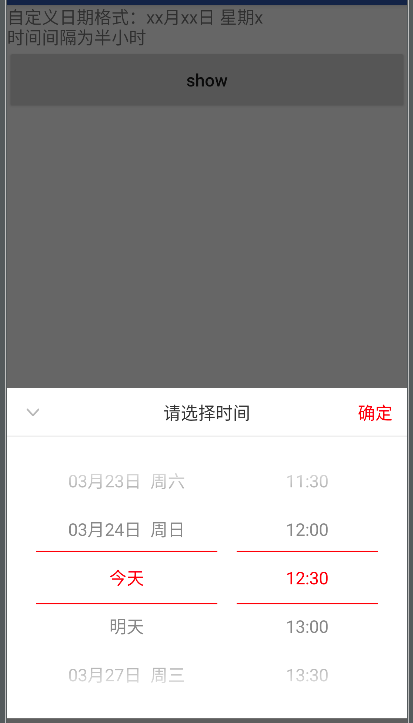 自定义日期格式：xx月xx日 星期x
时间间隔为半小时
show
请选择时间 确定
03月23日 周六 11:30
03月24日 周日 12:00
今天 12:30
明天 13:00
03月27日 周三 13:30